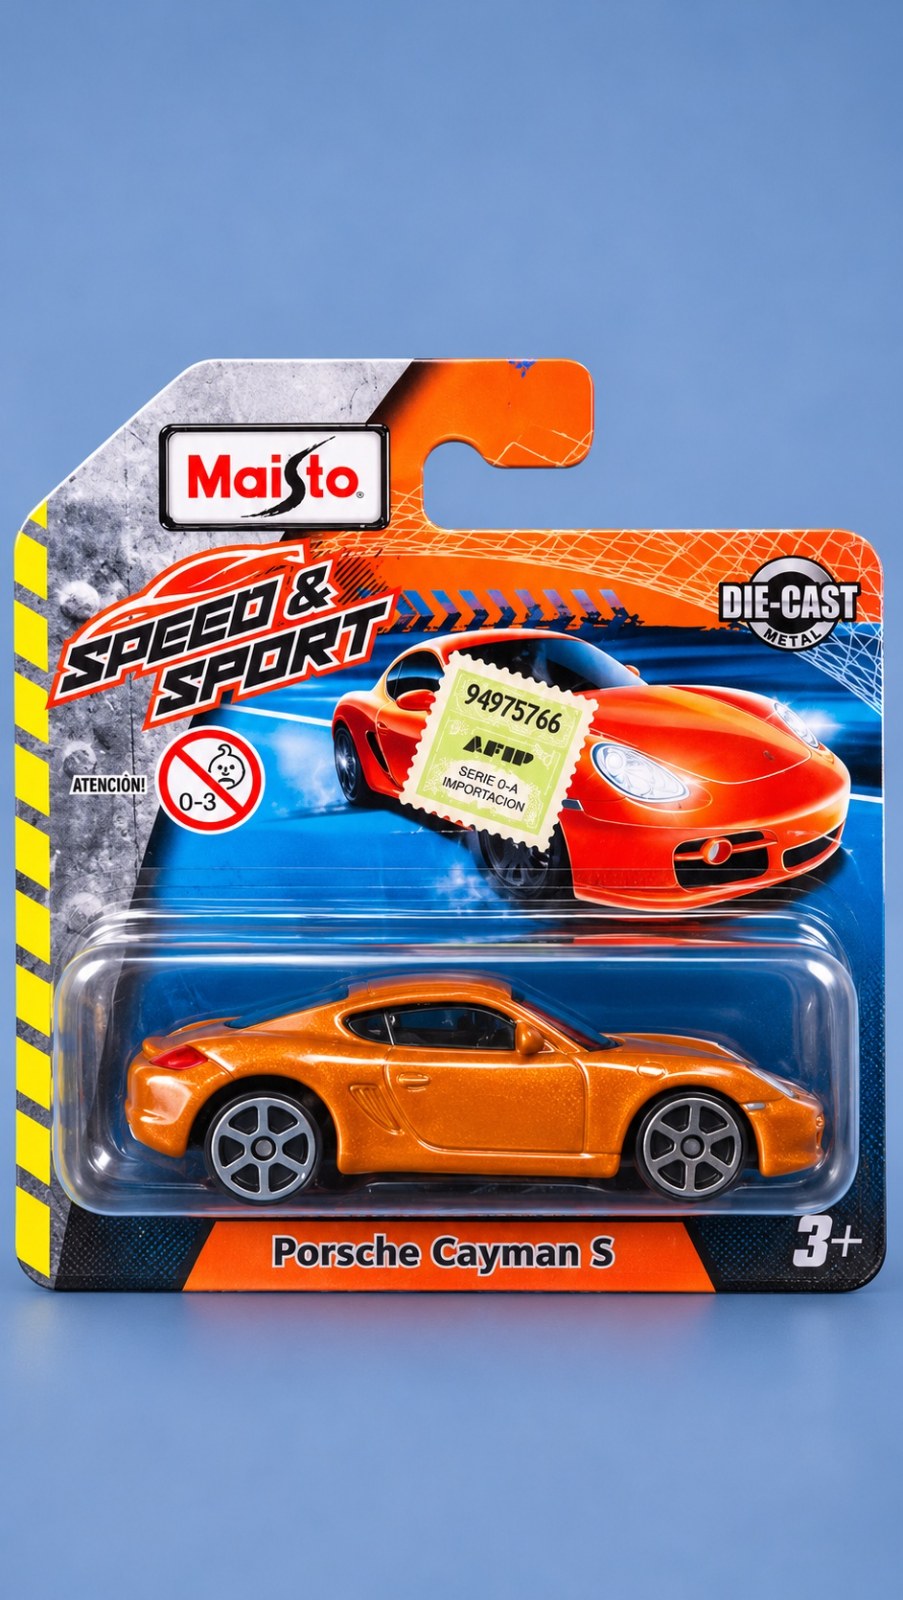 Maisto®
SPEED &
SPORT
DIE-CAST
METAL
94975766
AFIP
SERIE 0-A
IMPORTACION
ATENCIÓN!
0-3
Porsche Cayman S
3+